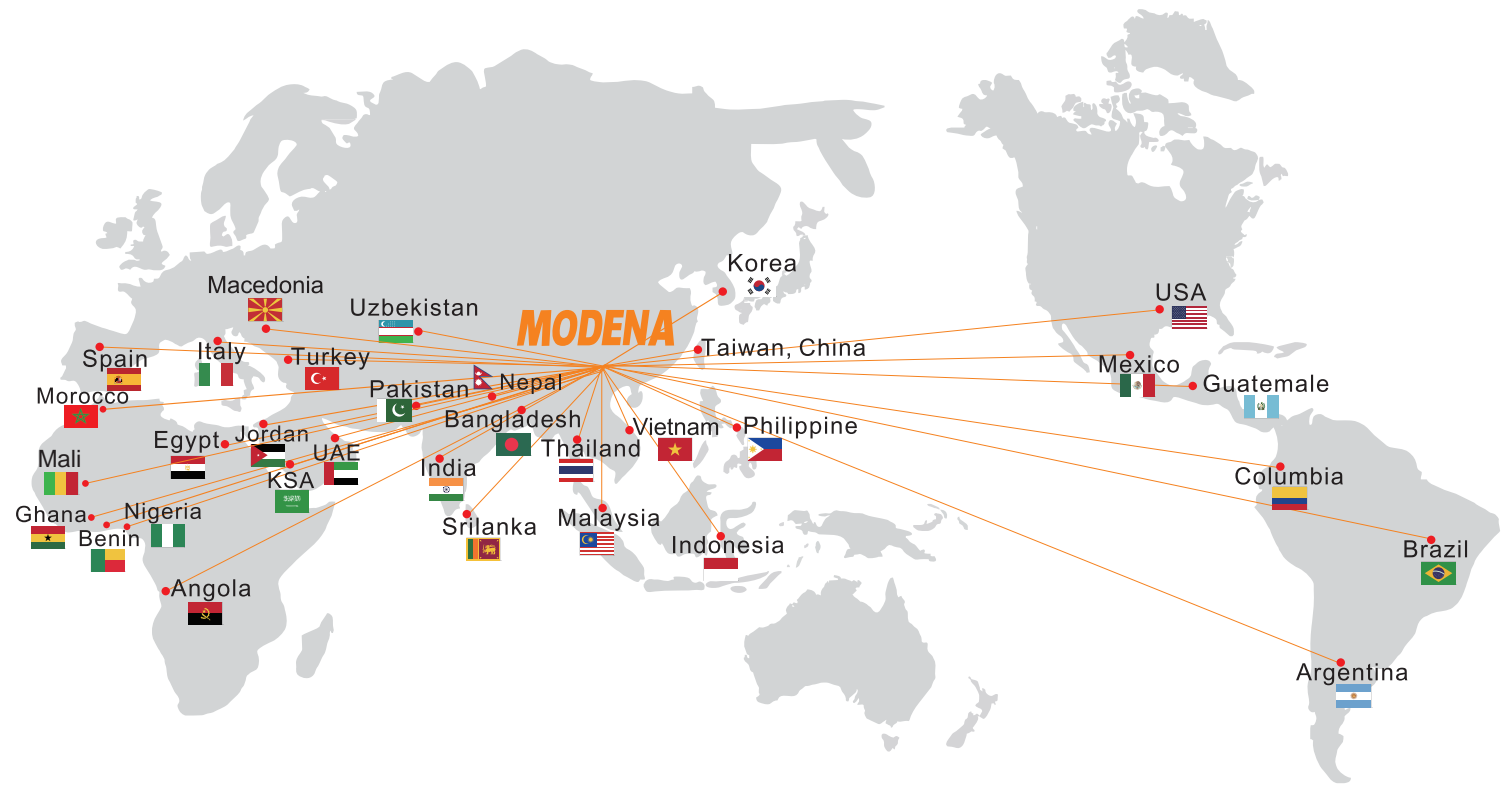 Korea
Macedonia
USA
Uzbekistan
MODENA
Taiwan, China
Italy
Turkey
Spain
Mexico
Nepal
Guatemale
Pakistan
Morocco
Bangladesh
Vietnam
Philippine
Jordan
Egypt
Thailand
UAE
Mali
India
Columbia
KSA
Nigeria
Ghana
Malaysia
Srilanka
Benin
Indonesia
Brazil
Angola
Argentina